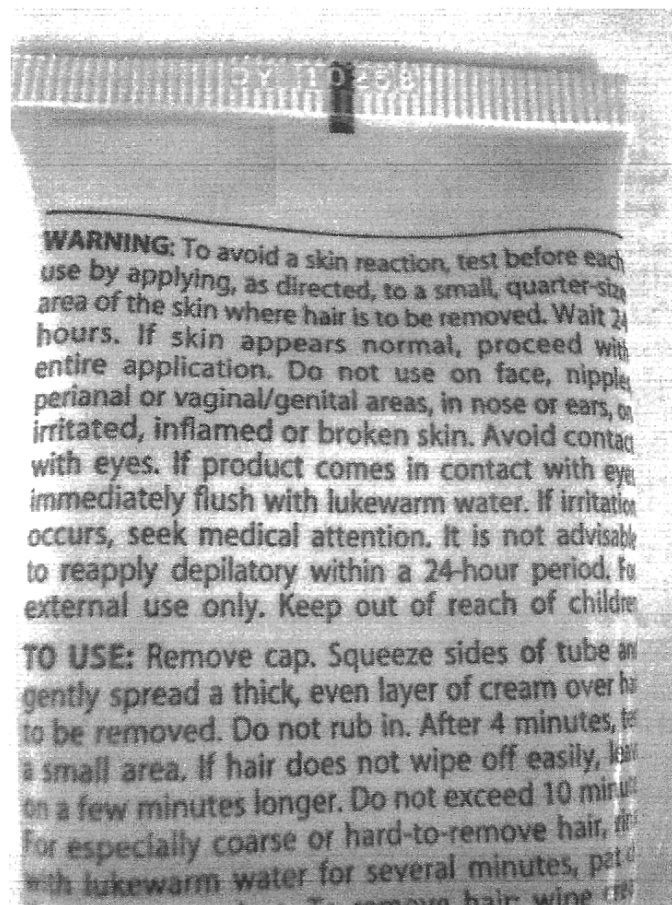 10268
WARNING: To avoid a skin reaction, test before each
use by applying, as directed, to a small, quarter-size
area of the skin where hair is to be removed. Wait 24
hours. If skin appears normal, proceed with
entire application. Do not use on face, nipples
perianal or vaginal/genital areas, in nose or ears, on
irritated, inflamed or broken skin. Avoid contact
with eyes. If product comes in contact with eyes
immediately flush with lukewarm water. If irritation
occurs, seek medical attention. It is not advisable
to reapply depilatory within a 24-hour period. For
external use only. Keep out of reach of children
TO USE: Remove cap. Squeeze sides of tube and
gently spread a thick, even layer of cream over
to be removed. Do not rub in. After 4 minutes,
a small area. If hair does not wipe off easily, leave
on a few minutes longer. Do not exceed 10 minutes
For especially coarse or hard-to-remove hair,
with lukewarm water for several minutes, pat
To remove hair: wipe